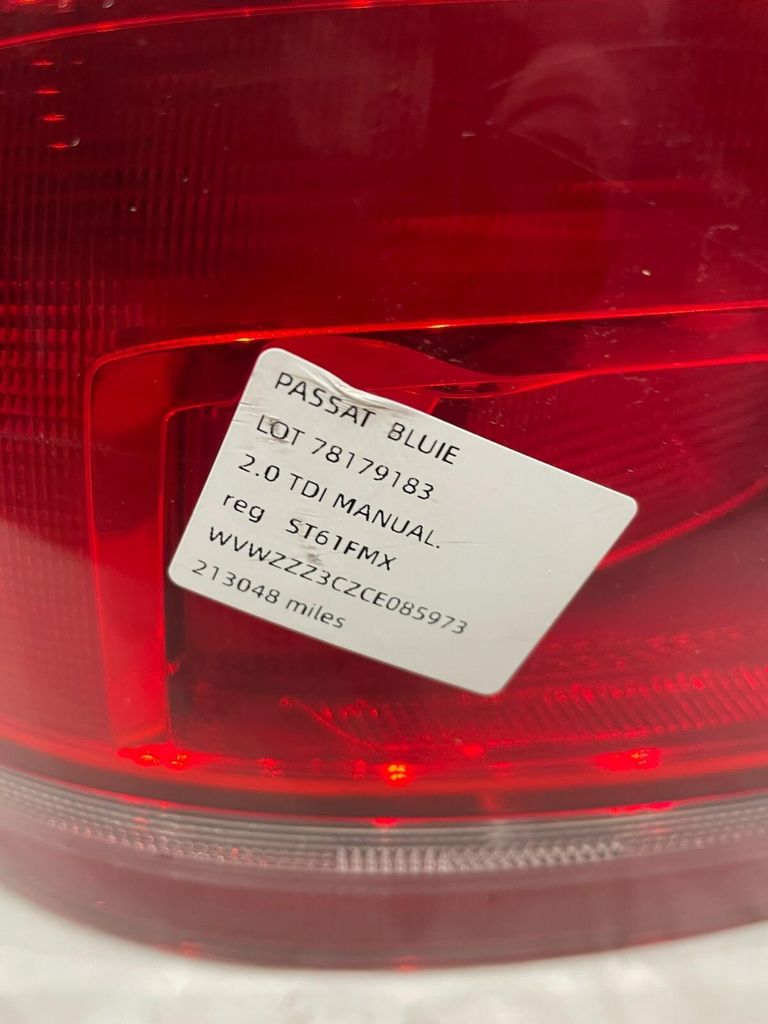 PASSAT BLUIE
LOT 78179183
2.0 TDI MANUAL.
reg ST61FMX
WVWZZZ3CZCE085973
213048 miles